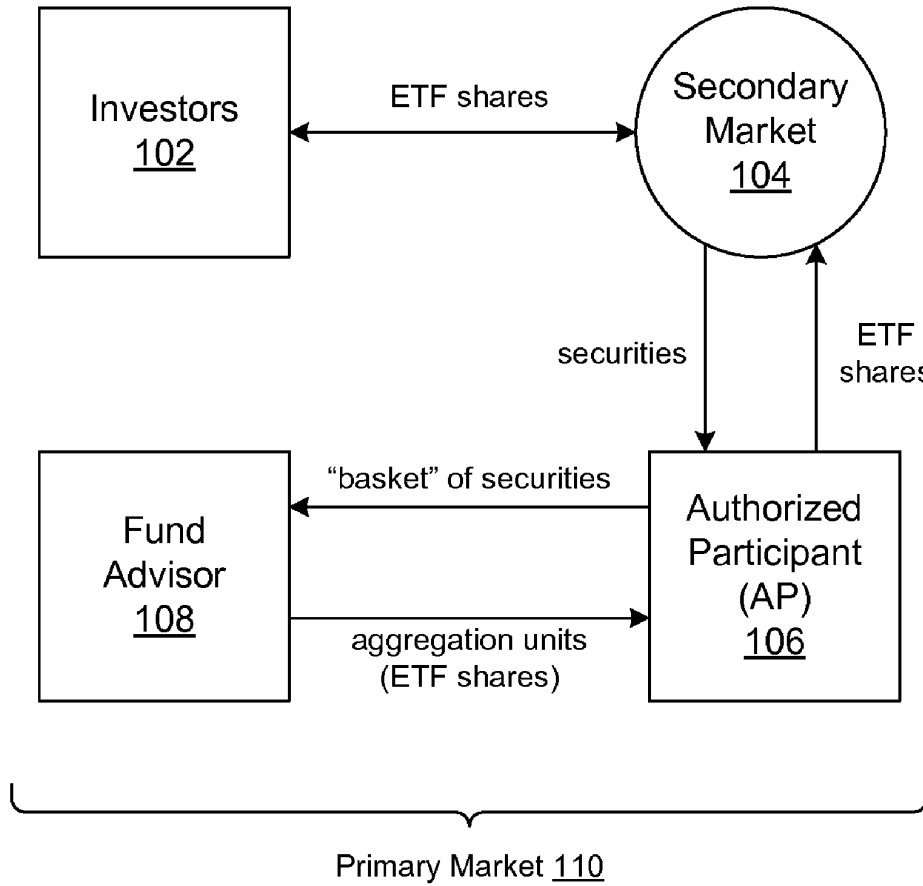 Investors
102
ETF shares
Secondary
Market
104
securities
ETF
shares
“basket” of securities
Fund
Advisor
108
aggregation units
(ETF shares)
Authorized
Participant
(AP)
106
Primary Market 110